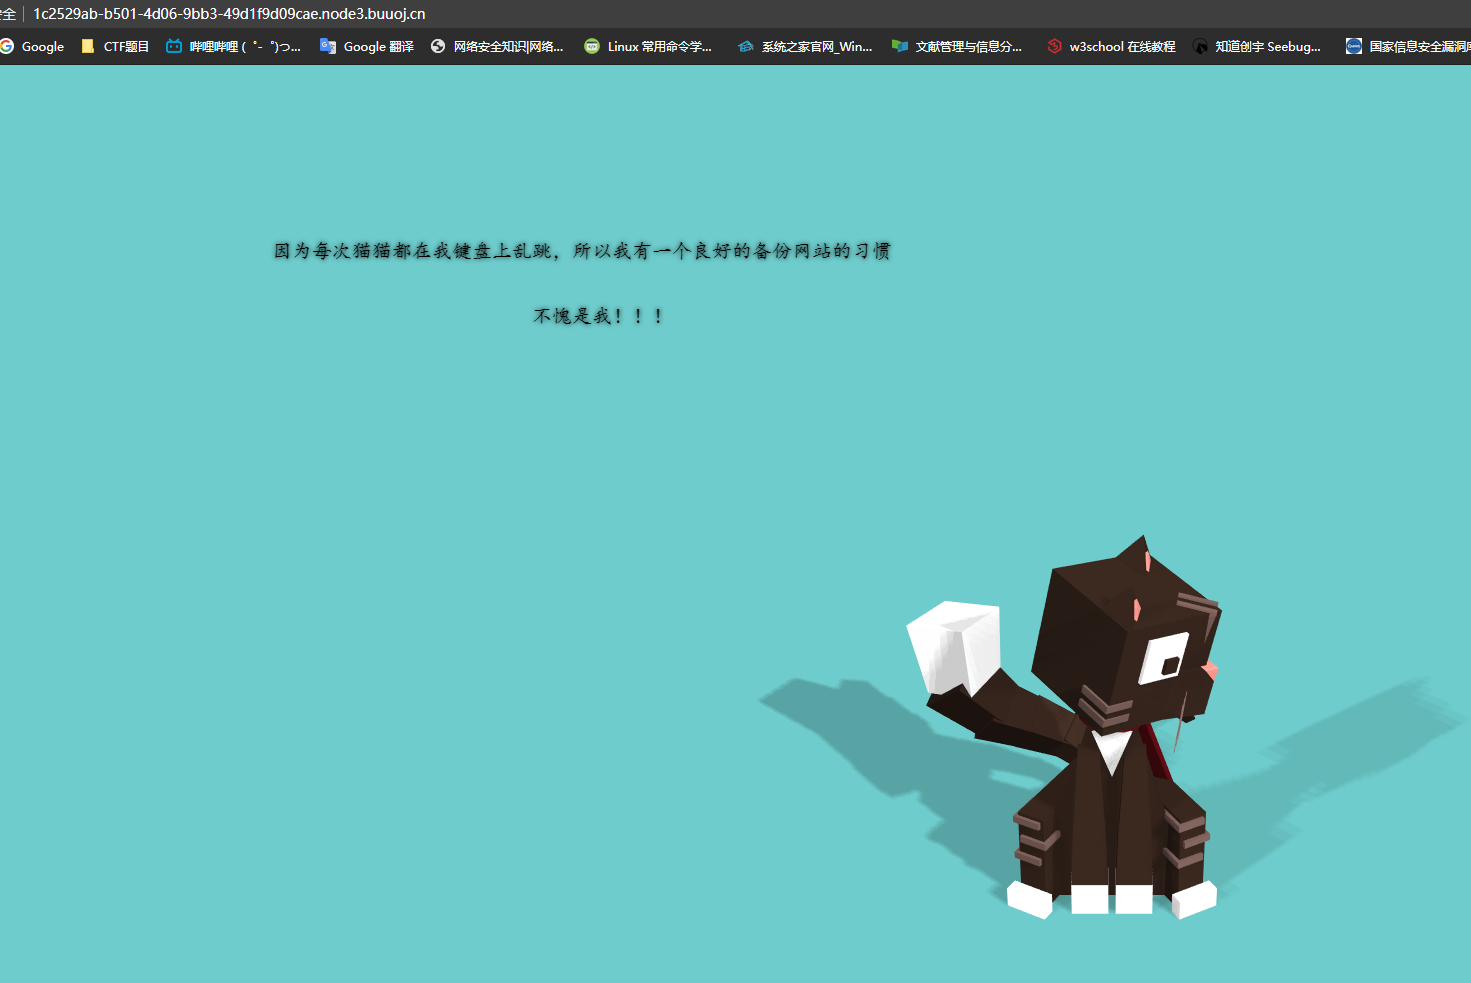 安全 1c2529ab-b501-4d06-9bb3-49d1f9d09cae.node3.buuoj.cn
Google CTF题目 哔哩哔哩 ( ゜- ゜)つ... Google 翻译 网络安全知识|网络... Linux 常用命令学... 系统之家官网_Win... 文献管理与信息分... w3school 在线教程 知道创宇 Seebug... 国家信息安全漏洞
因为每次猫猫都在我键盘上乱跳，所以我有一个良好的备份网站的习惯
不愧是我！！！